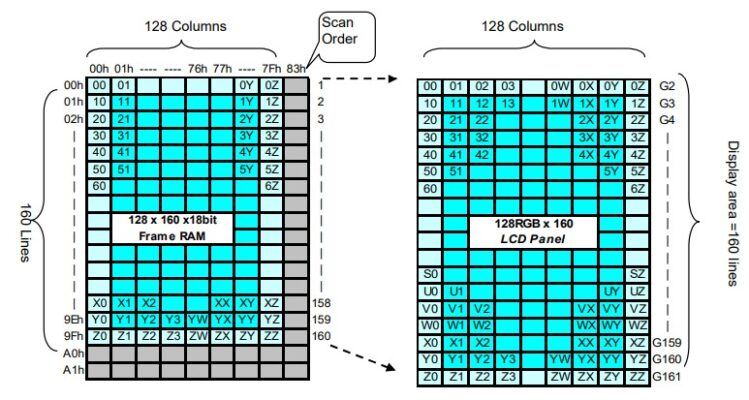 128 Columns
128 Columns
Scan
Order
00h 01h ---- ---- 76h 77h ---- 7Fh 83h
00h 00 01 0Y 0Z 1
01h 10 11 1Y 1Z 2
02h 20 21 2Y 2Z 3
30 31 3Y 3Z
40 41 4Y 4Z
50 51 5Y 5Z
60 6Z
160 Lines
128 x 160 x18bit
Frame RAM
X0 X1 X2 XX XY XZ 158
9Eh Y0 Y1 Y2 Y3 YW YX YY YZ 159
9Fh Z0 Z1 Z2 Z3 ZW ZX ZY ZZ 160
A0h
A1h
00 01 02 03 0W 0X 0Y 0Z G2
10 11 12 13 1W 1X 1Y 1Z G3
20 21 22 2X 2Y 2Z G4
30 31 32 3X 3Y 3Z
40 41 42 4X 4Y 4Z
50 51 5Y 5Z
60 6Z
128RGB x 160
LCD Panel
S0 SZ
U0 U1 UY UZ
V0 V1 V2 VX VY VZ
W0 W1 W2 WX WY WZ
X0 X1 X2 XX XY XZ G159
Y0 Y1 Y2 Y3 YW YX YY YZ G160
Z0 Z1 Z2 Z3 ZW ZX ZY ZZ G161
Display area =160 lines